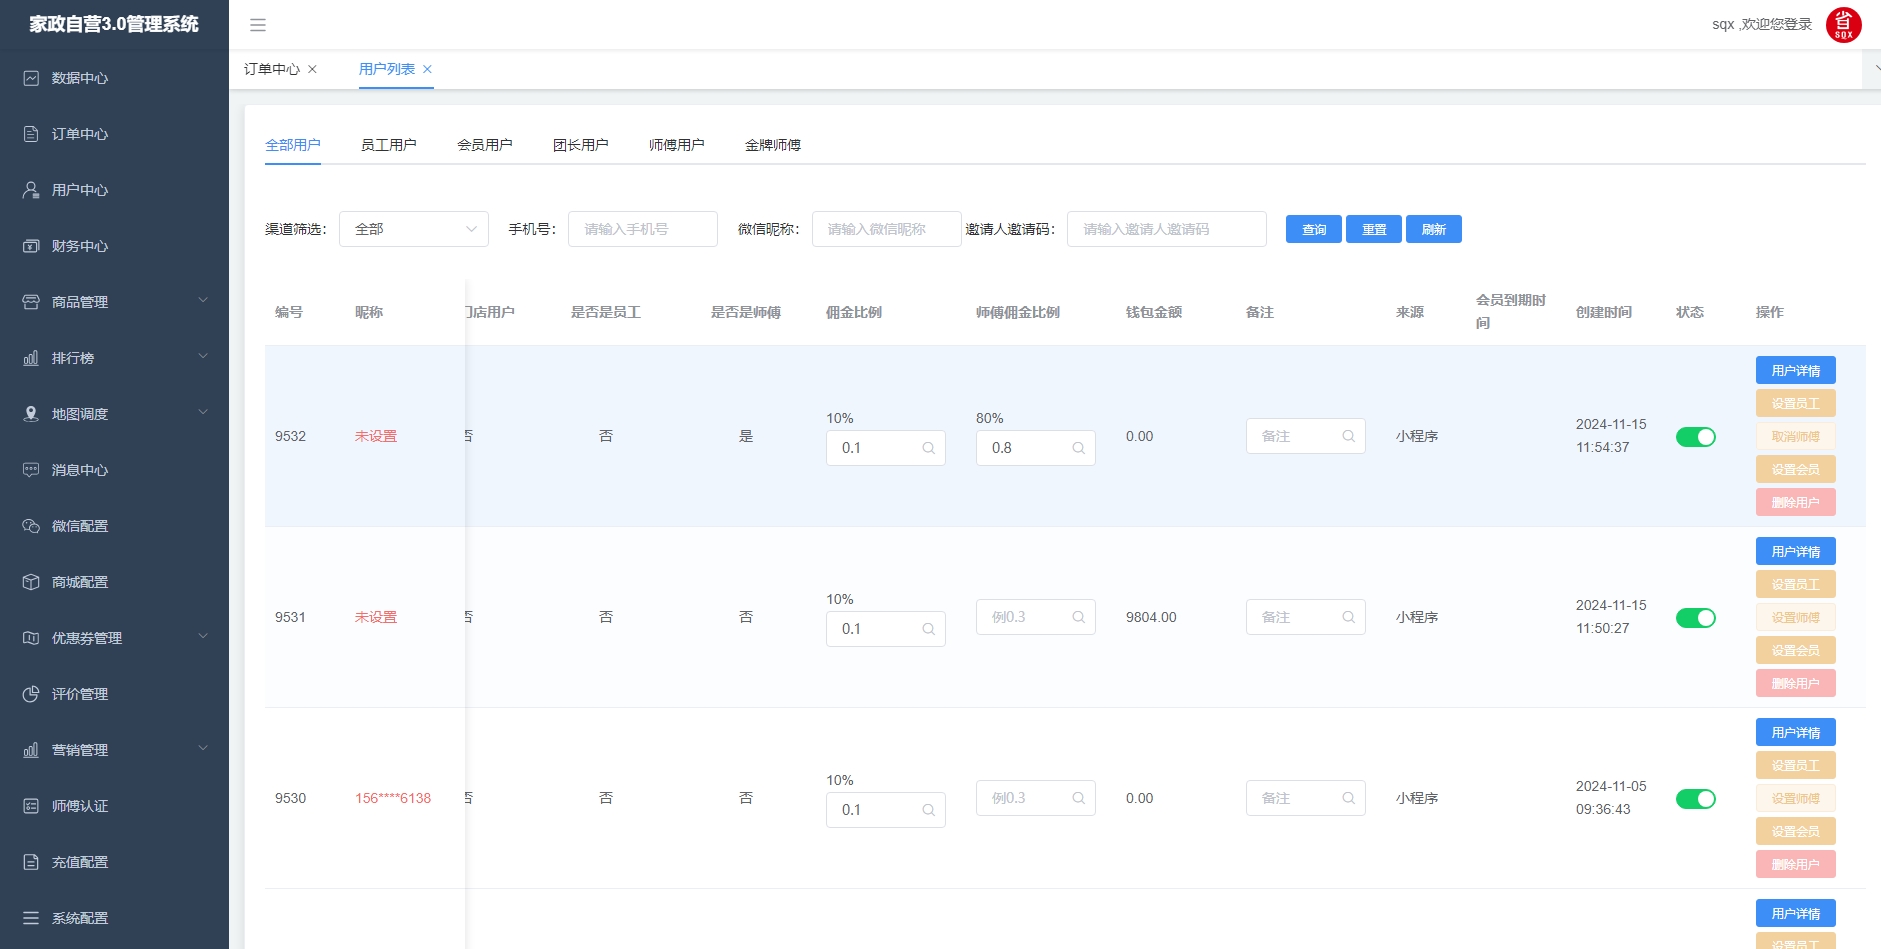 家政自营3.0管理系统
sqx ,欢迎您登录
省
SQX
数据中心
订单中心
用户中心
财务中心
商品管理
排行榜
地图调度
消息中心
微信配置
商城配置
优惠券管理
评价管理
营销管理
师傅认证
充值配置
系统配置
订单中心
用户列表
全部用户 员工用户 会员用户 团长用户 师傅用户 金牌师傅
渠道筛选： 全部 手机号： 请输入手机号 微信昵称： 请输入微信昵称 邀请人邀请码： 请输入邀请人邀请码 查询 重置 刷新
编号 昵称 店用户 是否是员工 是否是师傅 佣金比例 师傅佣金比例 钱包金额 备注 来源 会员到期时间 创建时间 状态 操作
9532 未设置 否 否 是 10% 0.1 80% 0.8 0.00 备注 小程序 2024-11-15 11:54:37
用户详情
设置员工
取消师傅
设置会员
删除用户
9531 未设置 否 否 否 10% 0.1 例0.3 9804.00 备注 小程序 2024-11-15 11:50:27
用户详情
设置员工
设置师傅
设置会员
删除用户
9530 156****6138 否 否 否 10% 0.1 例0.3 0.00 备注 小程序 2024-11-05 09:36:43
用户详情
设置员工
设置师傅
设置会员
删除用户
用户详情
设置员工